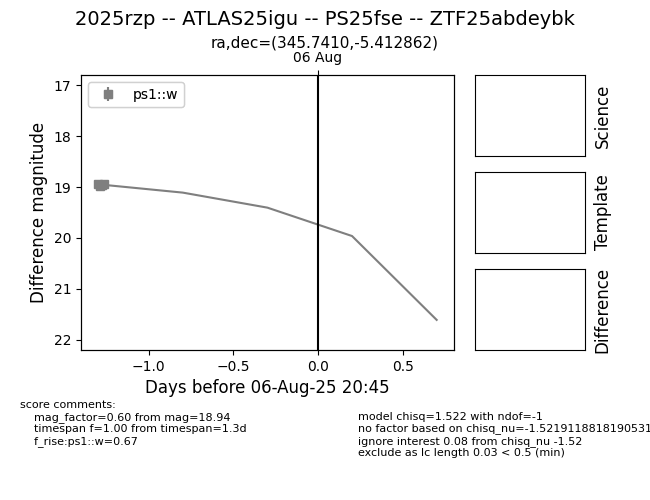 2025rzp -- ATLAS25igu -- PS25fse -- ZTF25abdeybk
ra,dec=(345.7410,-5.412862)
06 Aug
ps1::w
17
18
19
20
21
22
Difference magnitude
−1.0
−0.5
0.0
0.5
Days before 06-Aug-25 20:45
Science
Template
Difference
score comments:
mag_factor=0.60 from mag=18.94
timespan f=1.00 from timespan=1.3d
f_rise:ps1::w=0.67
model chisq=1.522 with ndof=-1
no factor based on chisq_nu=-1.5219118818190531
ignore interest 0.08 from chisq_nu -1.52
exclude as lc length 0.03 < 0.5 (min)